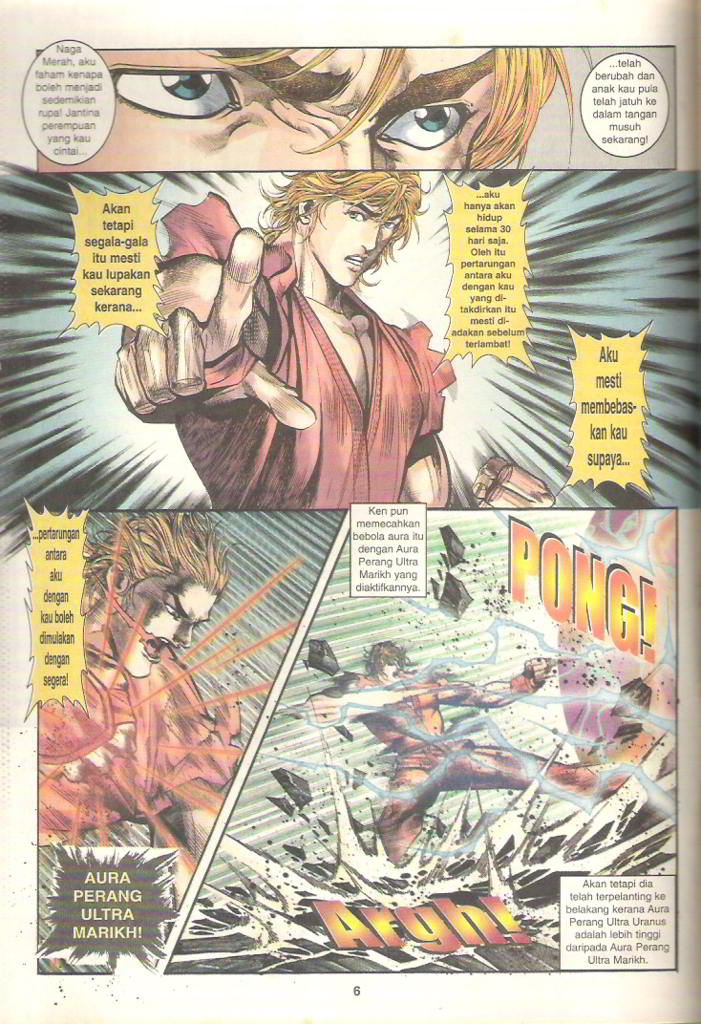 Naga
Merah, aku
faham kenapa
boleh menjadi
sedemikian
rupa! Jantina
perempuan
yang kau
cintai...
...telah
berubah dan
anak kau pula
telah jatuh ke
dalam tangan
musuh
sekarang!
Akan
tetapi
segala-gala
itu mesti
kau lupakan
sekarang
kerana...
...aku
hanya akan
hidup
selama 30
hari saja.
Oleh itu
pertarungan
antara aku
dengan kau
yang di-
takdirkan itu
mesti di-
adakan sebelum
terlambat!
Aku
mesti
membebas-
kan kau
supaya...
...pertarungan
antara
aku
dengan
kau boleh
dimulakan
dengan
segera!
AURA
PERANG
ULTRA
MARIKH!
Ken pun
memecahkan
bebola aura itu
dengan Aura
Perang Ultra
Marikh yang
diaktifkannya.
PONG!
Argh!
Akan tetapi dia
telah terpelanting ke
belakang kerana Aura
Perang Ultra Uranus
adalah lebih tinggi
daripada Aura Perang
Ultra Marikh.
6